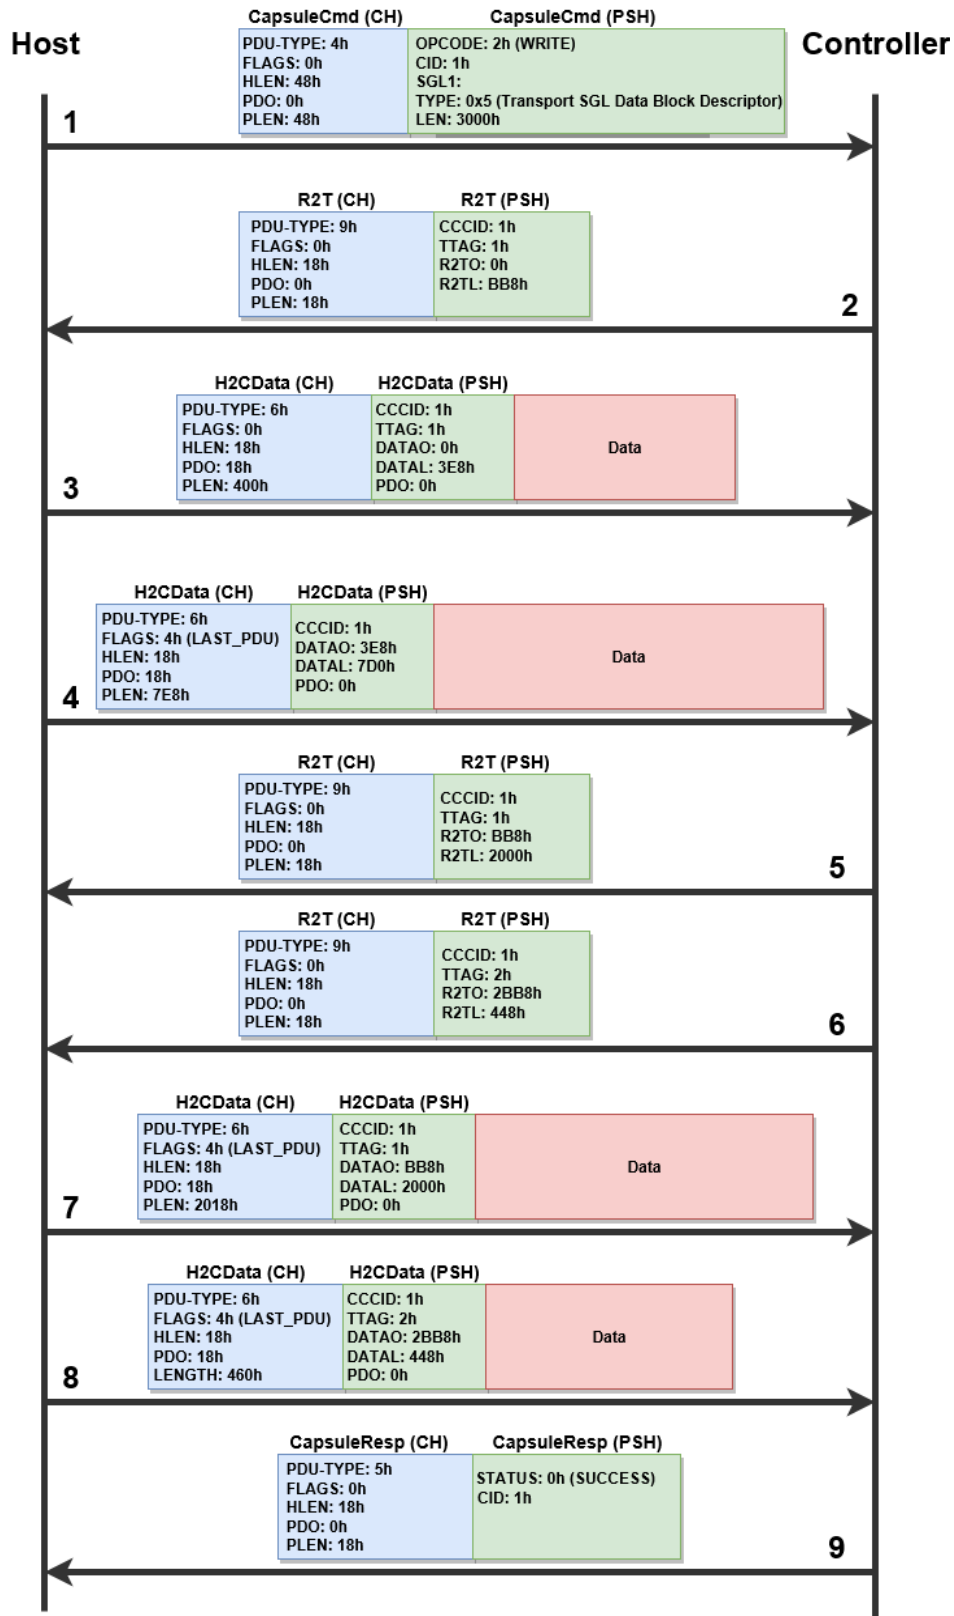 Host
Controller
CapsuleCmd (CH)
CapsuleCmd (PSH)
PDU-TYPE: 4h
FLAGS: 0h
HLEN: 48h
PDO: 0h
PLEN: 48h
OPCODE: 2h (WRITE)
CID: 1h
SGL1:
TYPE: 0x5 (Transport SGL Data Block Descriptor)
LEN: 3000h
1
R2T (CH)
R2T (PSH)
PDU-TYPE: 9h
FLAGS: 0h
HLEN: 18h
PDO: 0h
PLEN: 18h
CCCID: 1h
TTAG: 1h
R2TO: 0h
R2TL: BB8h
2
H2CData (CH)
H2CData (PSH)
PDU-TYPE: 6h
FLAGS: 0h
HLEN: 18h
PDO: 18h
PLEN: 400h
CCCID: 1h
TTAG: 1h
DATAO: 0h
DATAL: 3E8h
PDO: 0h
Data
3
H2CData (CH)
H2CData (PSH)
PDU-TYPE: 6h
FLAGS: 4h (LAST_PDU)
HLEN: 18h
PDO: 18h
PLEN: 7E8h
CCCID: 1h
DATAO: 3E8h
DATAL: 7D0h
PDO: 0h
Data
4
R2T (CH)
R2T (PSH)
PDU-TYPE: 9h
FLAGS: 0h
HLEN: 18h
PDO: 0h
PLEN: 18h
CCCID: 1h
TTAG: 1h
R2TO: BB8h
R2TL: 2000h
5
R2T (CH)
R2T (PSH)
PDU-TYPE: 9h
FLAGS: 0h
HLEN: 18h
PDO: 0h
PLEN: 18h
CCCID: 1h
TTAG: 2h
R2TO: 2BB8h
R2TL: 448h
6
H2CData (CH)
H2CData (PSH)
PDU-TYPE: 6h
FLAGS: 4h (LAST_PDU)
HLEN: 18h
PDO: 18h
PLEN: 2018h
CCCID: 1h
TTAG: 1h
DATAO: BB8h
DATAL: 2000h
PDO: 0h
Data
7
H2CData (CH)
H2CData (PSH)
PDU-TYPE: 6h
FLAGS: 4h (LAST_PDU)
HLEN: 18h
PDO: 18h
LENGTH: 460h
CCCID: 1h
TTAG: 2h
DATAO: 2BB8h
DATAL: 448h
PDO: 0h
Data
8
CapsuleResp (CH)
CapsuleResp (PSH)
PDU-TYPE: 5h
FLAGS: 0h
HLEN: 18h
PDO: 0h
PLEN: 18h
STATUS: 0h (SUCCESS)
CID: 1h
9